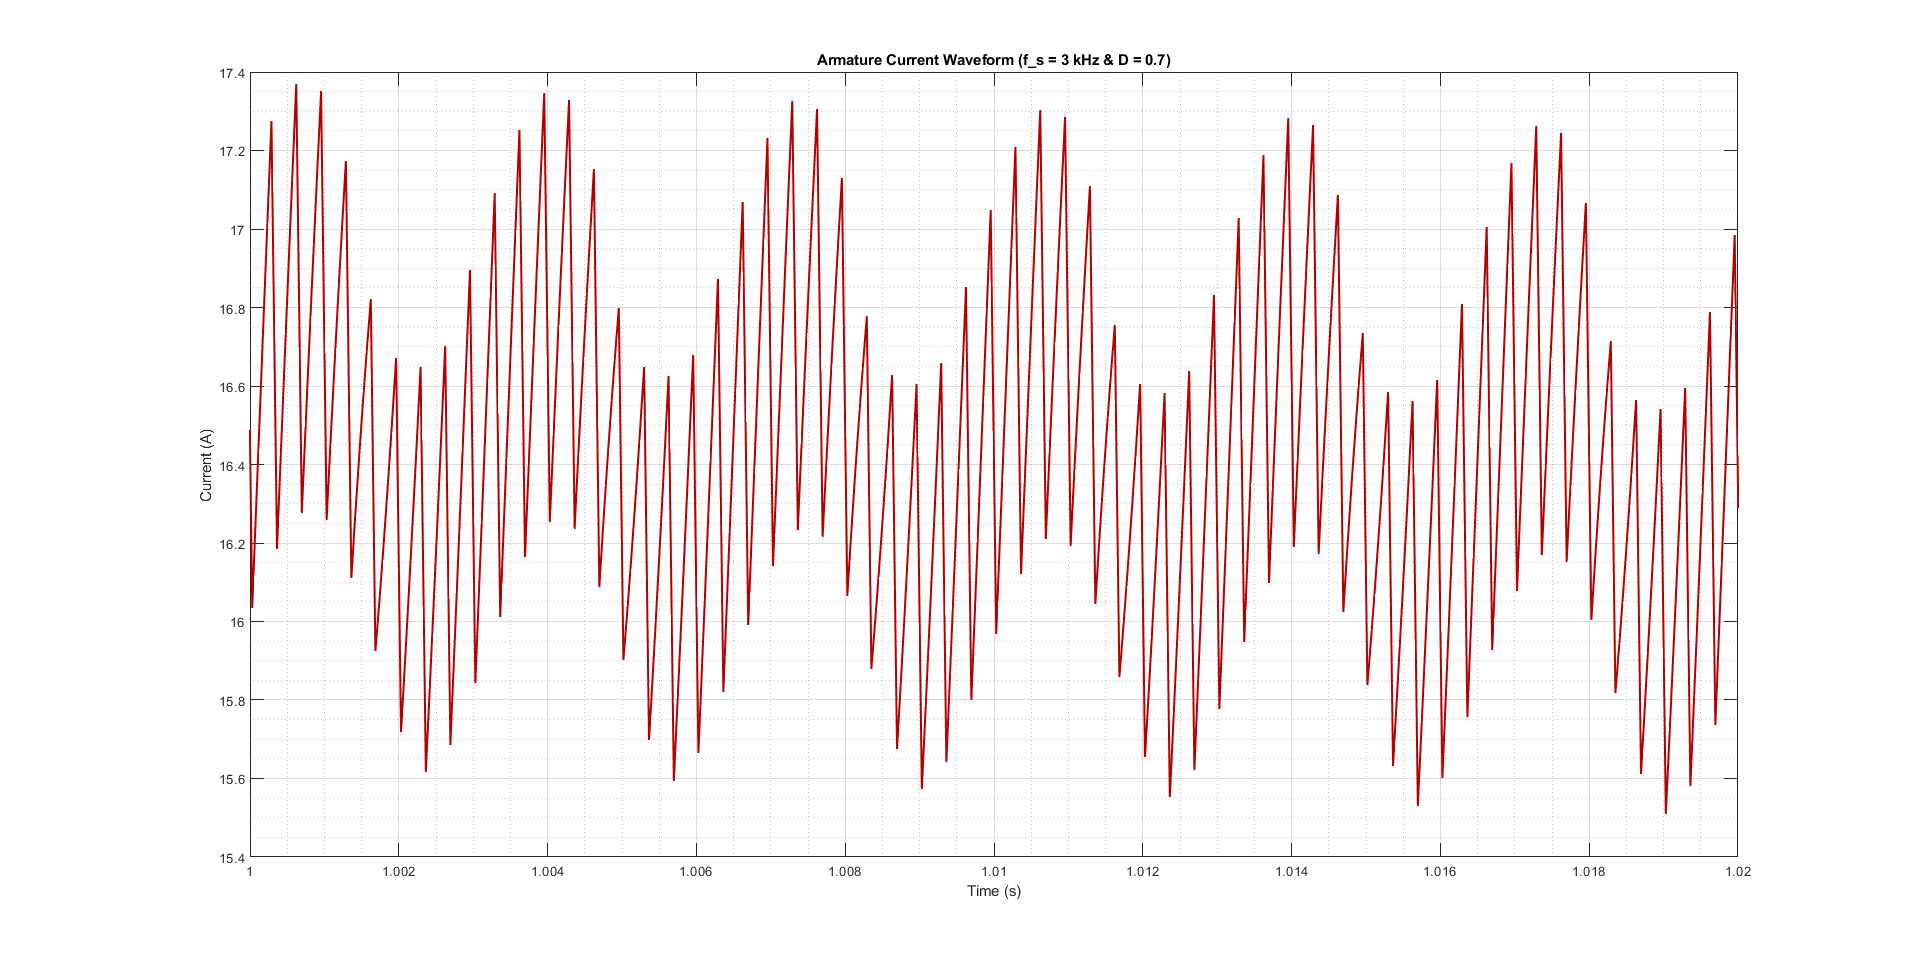 Armature Current Waveform (f_s = 3 kHz & D = 0.7)
17.4
17.2
17
16.8
16.6
16.4
16.2
16
15.8
15.6
15.4
Current (A)
1 1.002 1.004 1.006 1.008 1.01 1.012 1.014 1.016 1.018 1.02
Time (s)